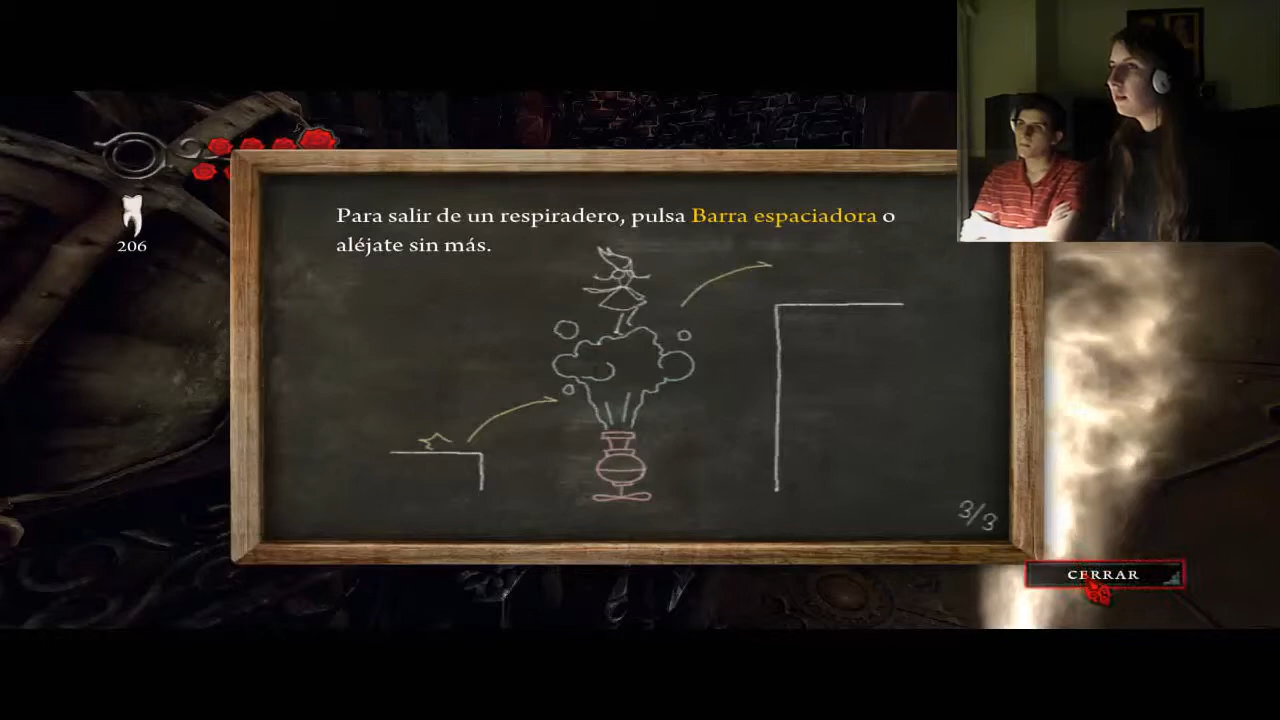 206
Para salir de un respiradero, pulsa Barra espaciadora o
aléjate sin más.
3/3
CERRAR